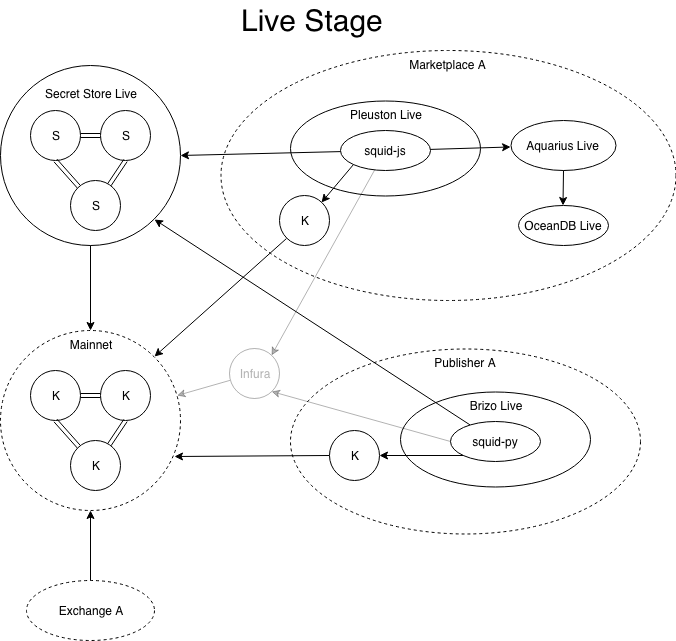 Live Stage
Marketplace A
Secret Store Live
S
S
S
Pleuston Live
squid-js
Aquarius Live
OceanDB Live
K
Mainnet
K
K
K
Infura
Publisher A
Brizo Live
squid-py
K
Exchange A